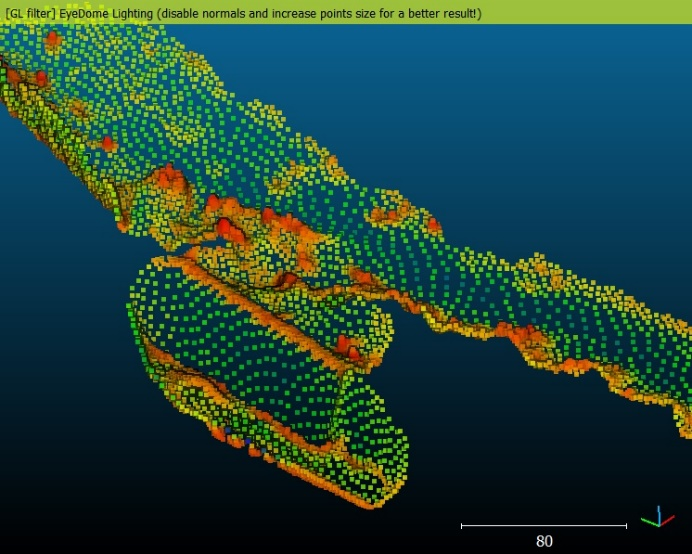 [GL filter] EyeDome Lighting (disable normals and increase points size for a better result!)
80